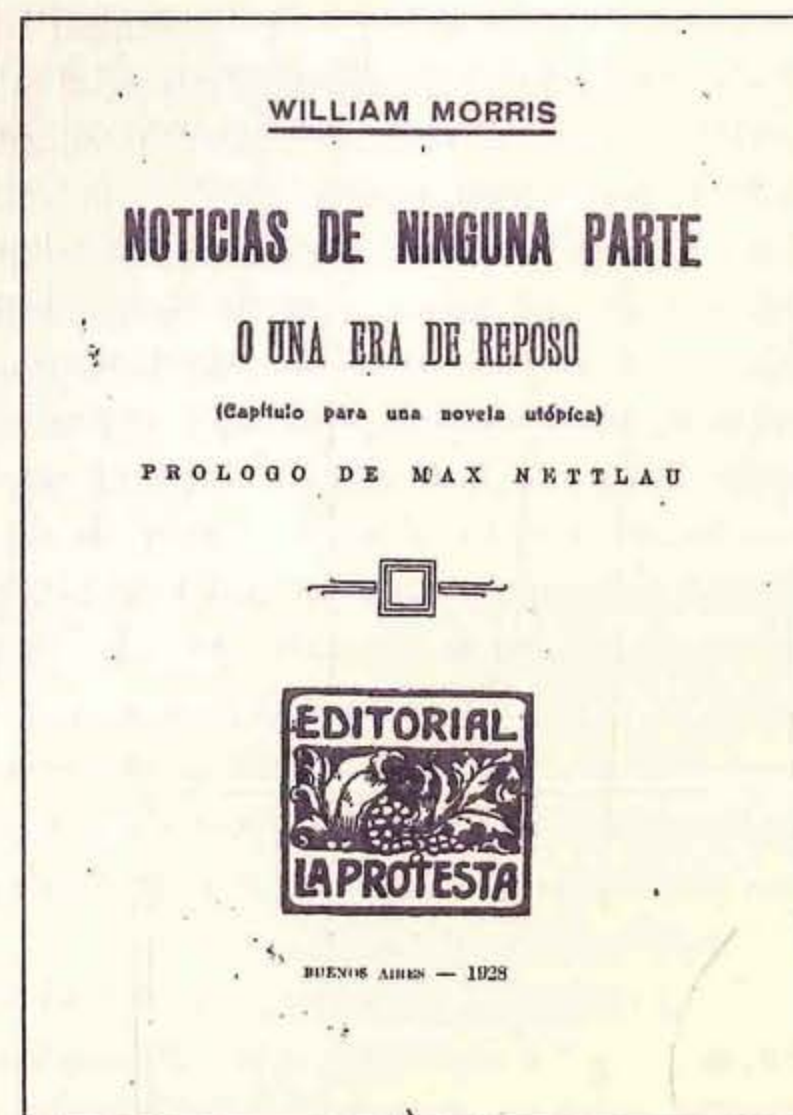 WILLIAM MORRIS
NOTICIAS DE NINGUNA PARTE
O UNA ERA DE REPOSO
(Capítulo para una novela utópica)
PROLOGO DE MAX NETTLAU
EDITORIAL
LA PROTESTA
BUENOS AIRES — 1928